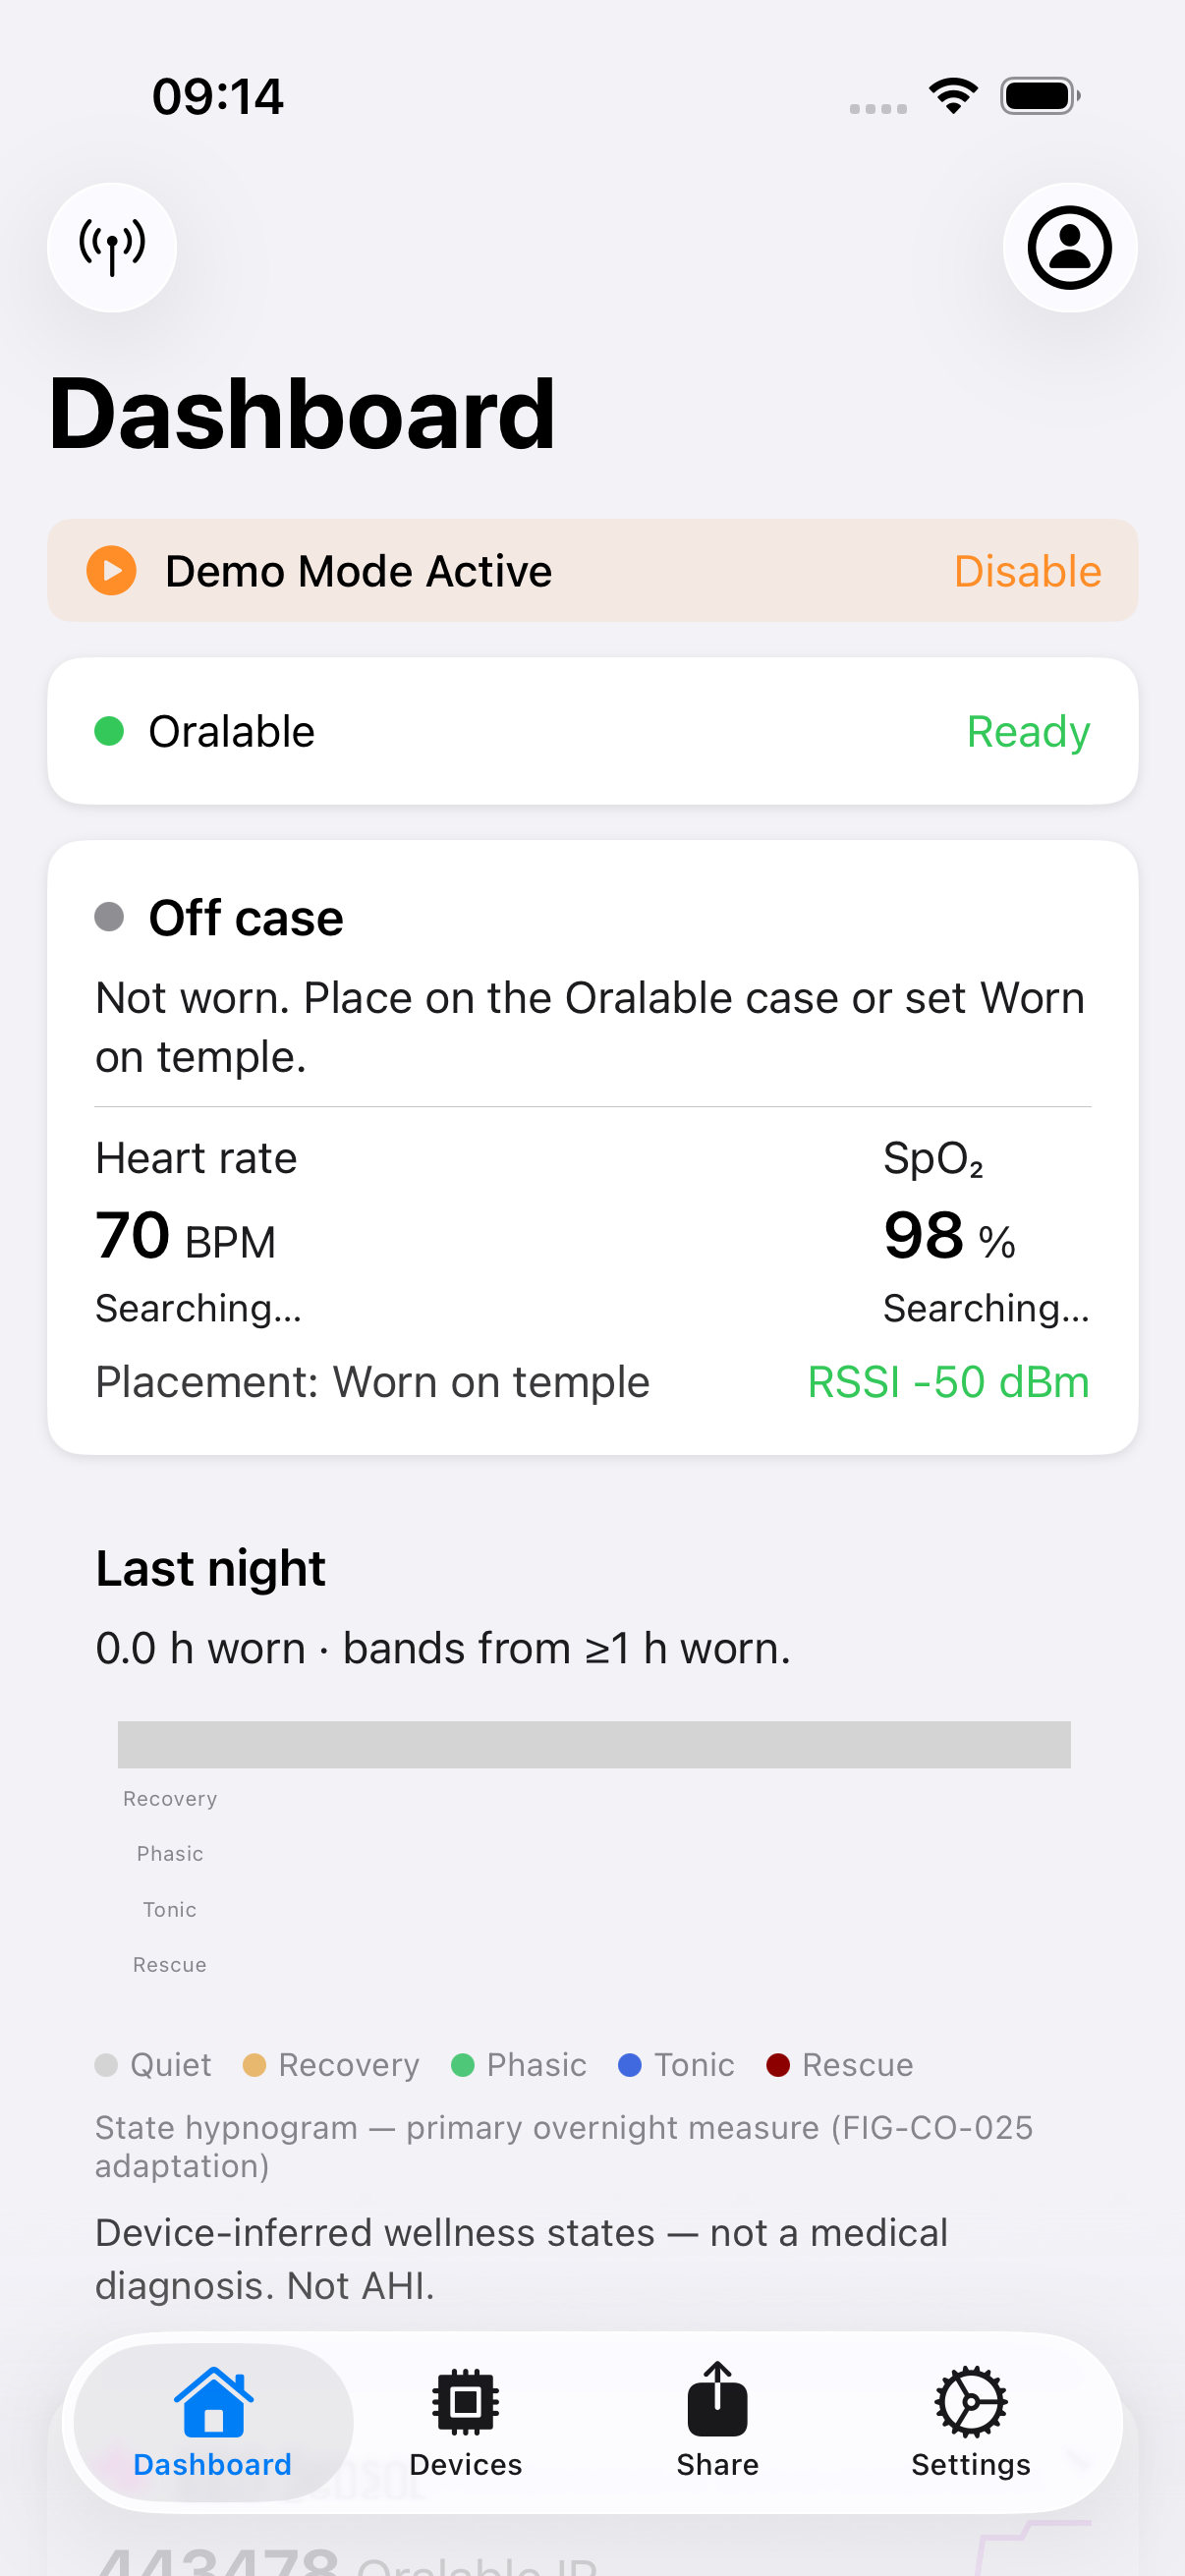 09:14
Dashboard
Demo Mode Active Disable
Oralable Ready
Off case
Not worn. Place on the Oralable case or set Worn
on temple.
Heart rate SpO₂
70 BPM 98 %
Searching... Searching...
Placement: Worn on temple RSSI -50 dBm
Last night
0.0 h worn · bands from ≥1 h worn.
Recovery
Phasic
Tonic
Rescue
Quiet Recovery Phasic Tonic Rescue
State hypnogram — primary overnight measure (FIG-CO-025
adaptation)
Device-inferred wellness states — not a medical
diagnosis. Not AHI.
Dashboard Devices Share Settings
443478 Oralable IR